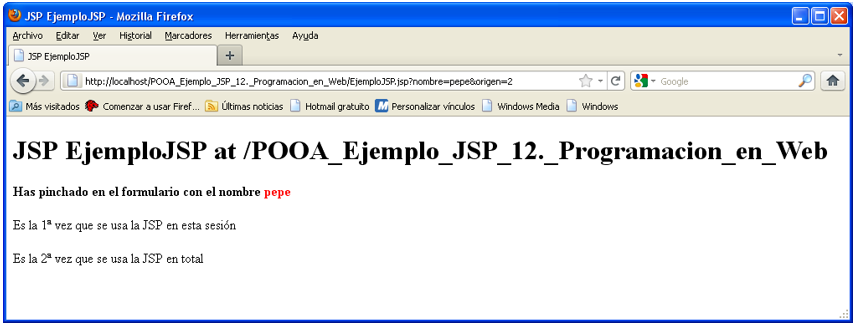 JSP EjemploJSP - Mozilla Firefox
Archivo Editar Ver Historial Marcadores Herramientas Ayuda
JSP EjemploJSP
http://localhost/POOA_Ejemplo_JSP_12._Programacion_en_Web/EjemploJSP.jsp?nombre=pepe&origen=2 Google
Más visitados Comenzar a usar Firef... Últimas noticias Hotmail gratuito Personalizar vínculos Windows Media Windows
JSP EjemploJSP at /POOA_Ejemplo_JSP_12._Programacion_en_Web
Has pinchado en el formulario con el nombre pepe
Es la 1ª vez que se usa la JSP en esta sesión
Es la 2ª vez que se usa la JSP en total